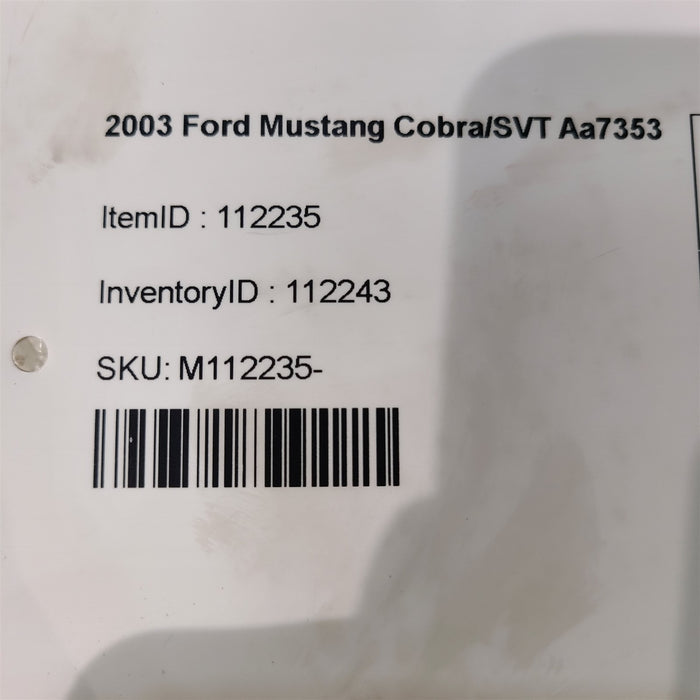 2003 Ford Mustang Cobra/SVT Aa7353
ItemID : 112235
InventoryID : 112243
SKU: M112235-